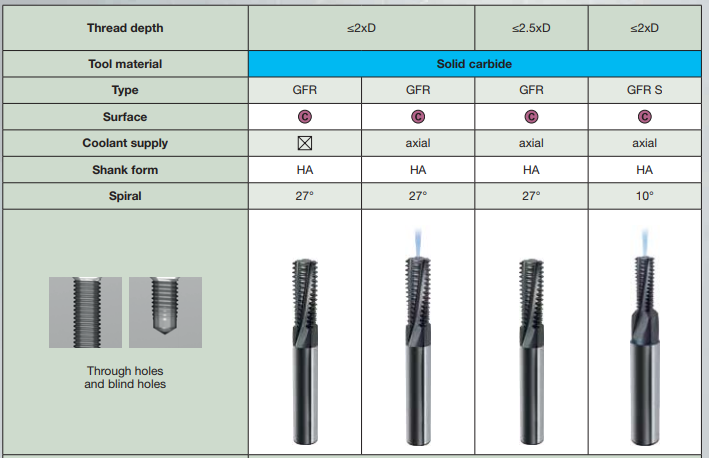 Thread depth ≤2xD ≤2.5xD ≤2xD
Tool material Solid carbide
Type GFR GFR GFR GFR S
Surface C C C C
Coolant supply axial axial axial
Shank form HA HA HA HA
Spiral 27° 27° 27° 10°
Through holes
and blind holes